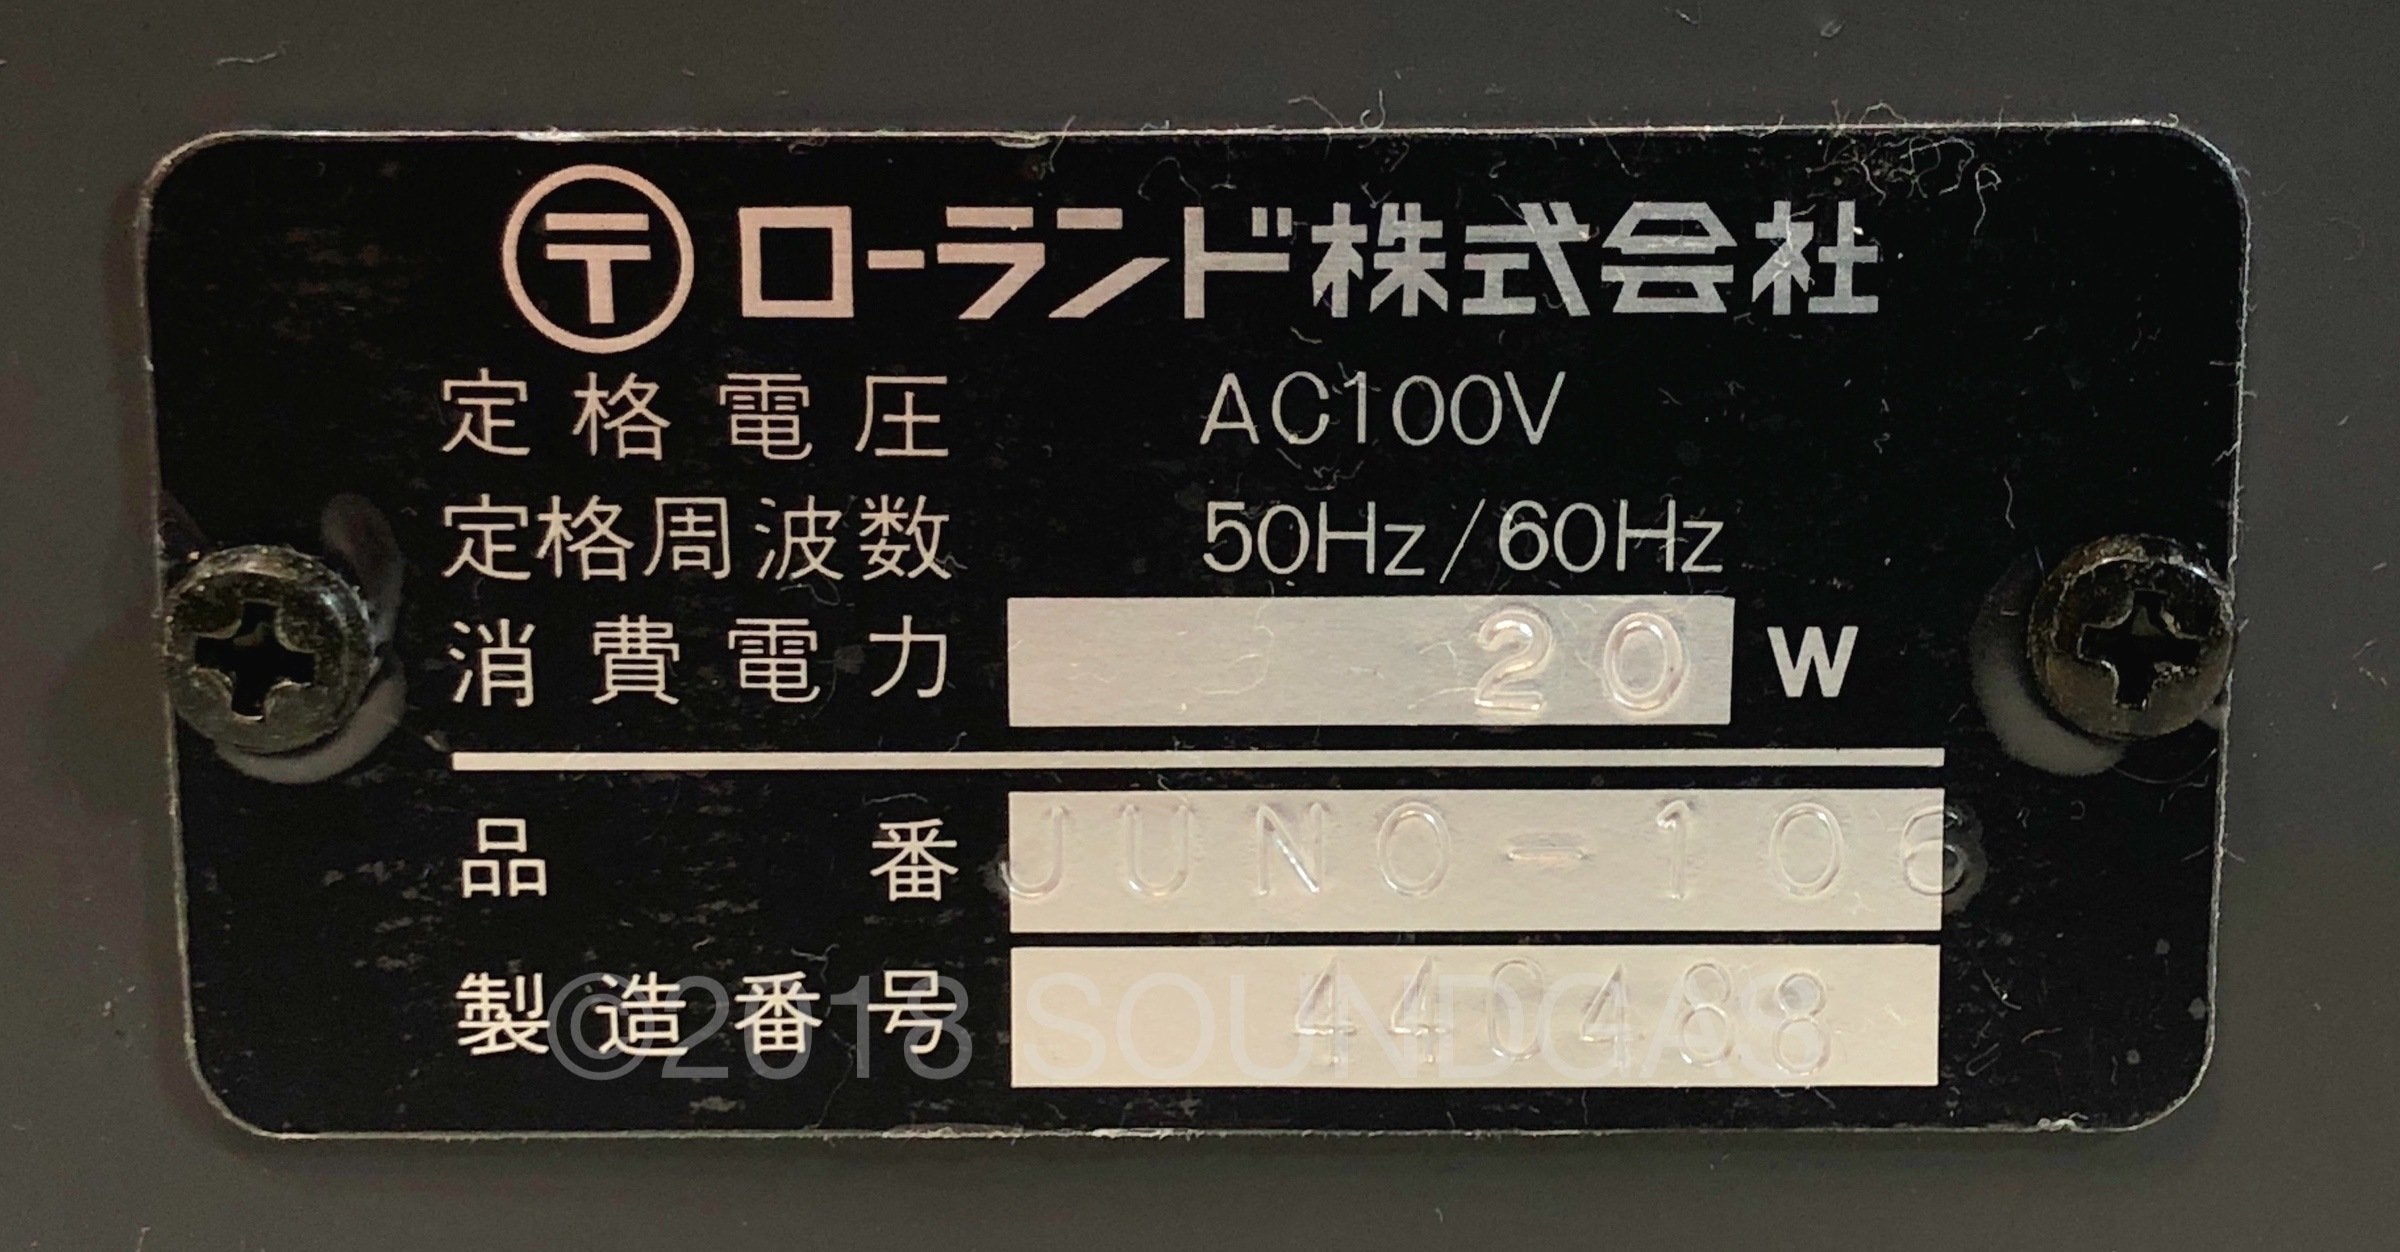 〒 ローランド株式会社
定格電圧 AC100V
定格周波数 50Hz/60Hz
消費電力 20 W
品番 JUNO-106
製造番号 440488
©2018 SOUNDGAS